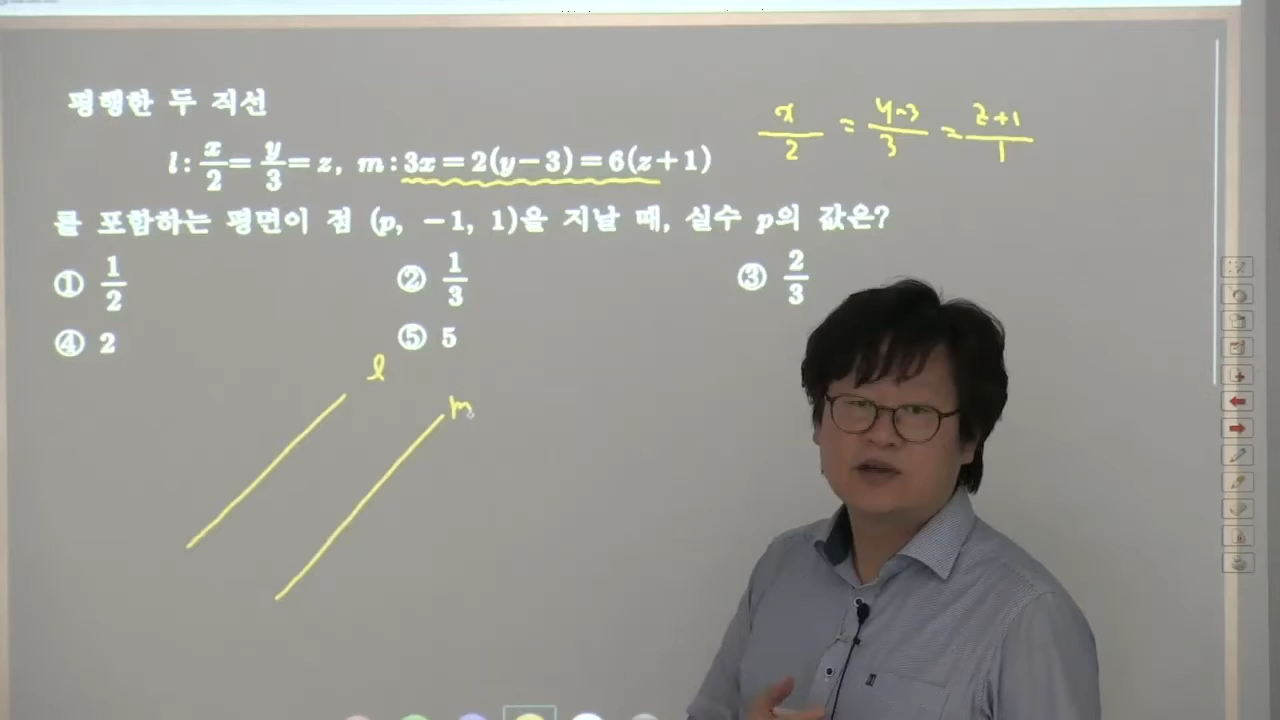 평행한 두 직선
l : x/2 = y/3 = z, m : 3x = 2(y−3) = 6(z+1)
를 포함하는 평면이 점 (p, −1, 1)을 지날 때, 실수 p의 값은?
① 1/2 ② 1/3 ③ 2/3
④ 2 ⑤ 5
x/2 = y-3/3 = z+1/1
l
m